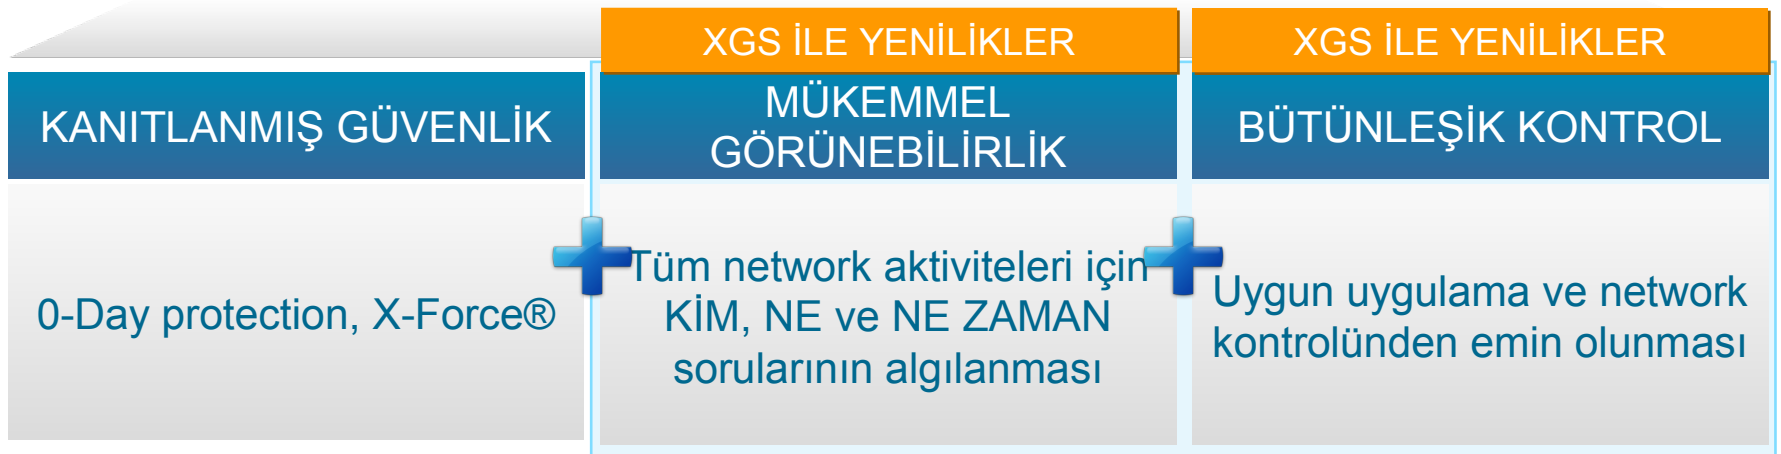 KANITLANMIŞ GÜVENLİK
0-Day protection, X-Force®
XGS İLE YENİLİKLER
MÜKEMMEL
GÖRÜNEBİLİRLİK
Tüm network aktiviteleri için
KİM, NE ve NE ZAMAN
sorularının algılanması
XGS İLE YENİLİKLER
BÜTÜNLEŞİK KONTROL
Uygun uygulama ve network
kontrolünden emin olunması